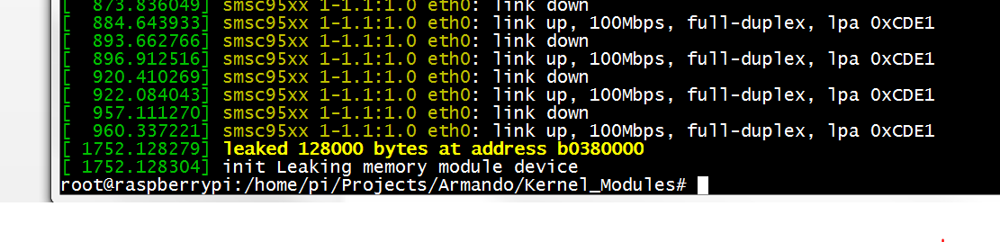 [  873.836049] smsc95xx 1-1.1:1.0 eth0: link down
[  884.643933] smsc95xx 1-1.1:1.0 eth0: link up, 100Mbps, full-duplex, lpa 0xCDE1
[  893.662766] smsc95xx 1-1.1:1.0 eth0: link down
[  896.912516] smsc95xx 1-1.1:1.0 eth0: link up, 100Mbps, full-duplex, lpa 0xCDE1
[  920.410269] smsc95xx 1-1.1:1.0 eth0: link down
[  922.084043] smsc95xx 1-1.1:1.0 eth0: link up, 100Mbps, full-duplex, lpa 0xCDE1
[  957.111270] smsc95xx 1-1.1:1.0 eth0: link down
[  960.337221] smsc95xx 1-1.1:1.0 eth0: link up, 100Mbps, full-duplex, lpa 0xCDE1
[ 1752.128279] leaked 128000 bytes at address b0380000
[ 1752.128304] init Leaking memory module device
root@raspberrypi:/home/pi/Projects/Armando/Kernel_Modules#